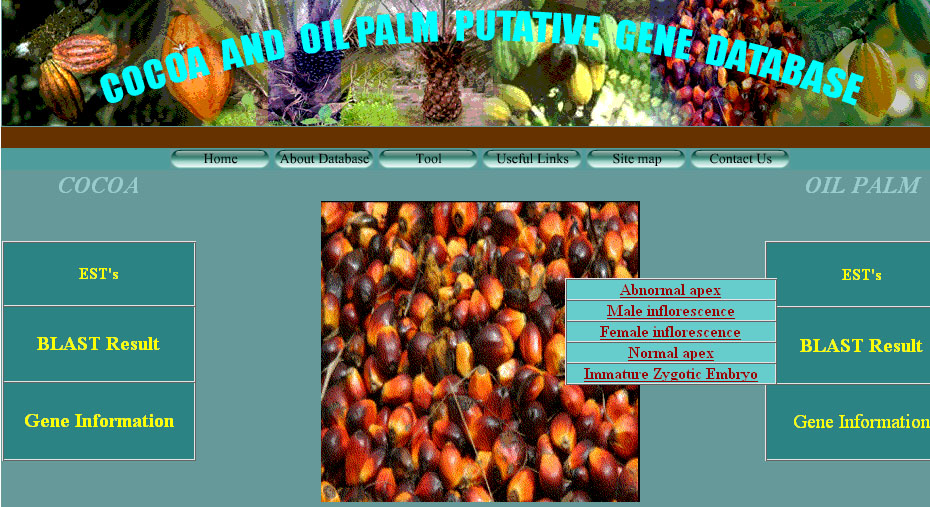 COCOA AND OIL PALM PUTATIVE GENE DATABASE
Home About Database Tool Useful Links Site map Contact Us
COCOA
OIL PALM
EST's
BLAST Result
Gene Information
Abnormal apex
Male inflorescence
Female inflorescence
Normal apex
Immature Zygotic Embryo
EST's
BLAST Result
Gene Information